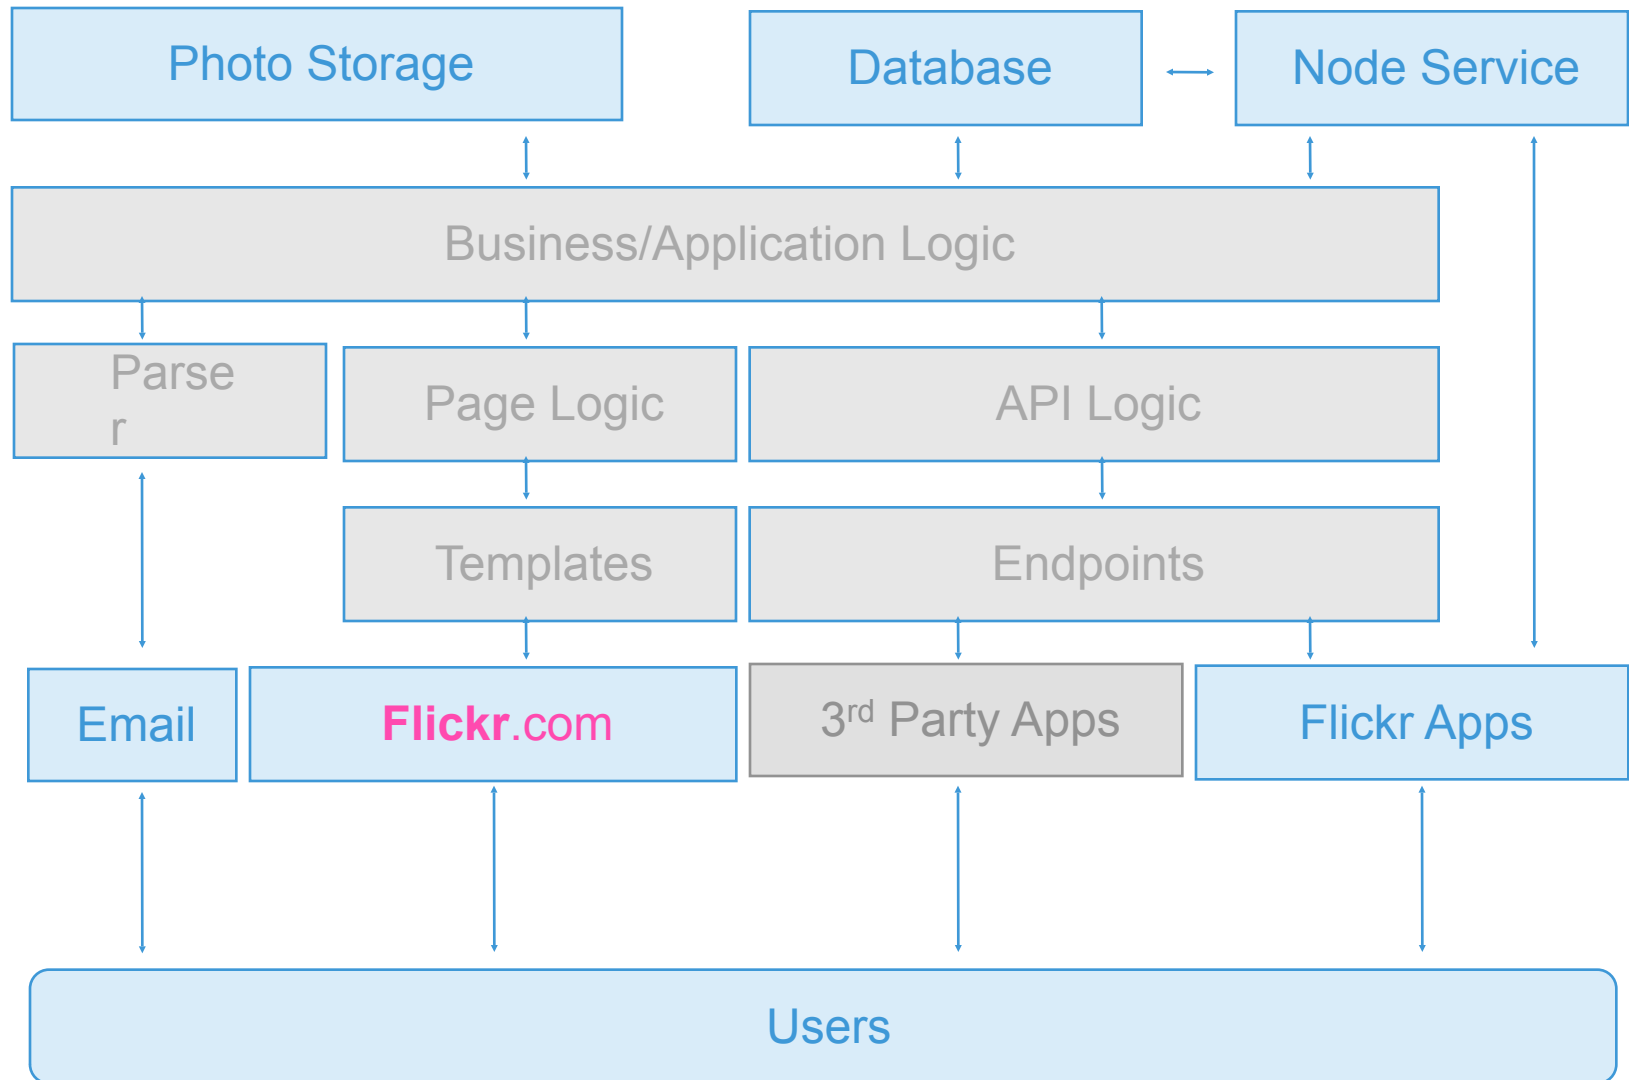 Photo Storage
Database
Node Service
Business/Application Logic
Parse
r
Page Logic
API Logic
Templates
Endpoints
Email
Flickr.com
3rd Party Apps
Flickr Apps
Users